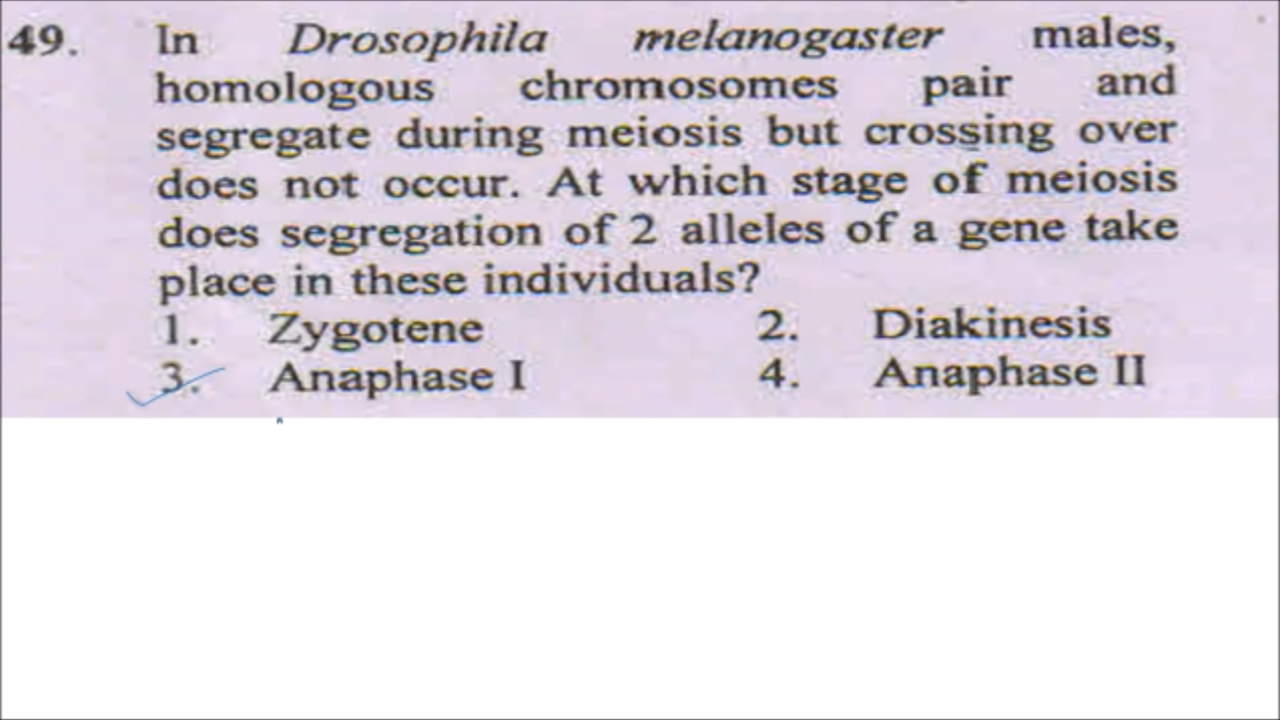 49. In Drosophila melanogaster males,
homologous chromosomes pair and
segregate during meiosis but crossing over
does not occur. At which stage of meiosis
does segregation of 2 alleles of a gene take
place in these individuals?
1. Zygotene 2. Diakinesis
3. Anaphase I 4. Anaphase II